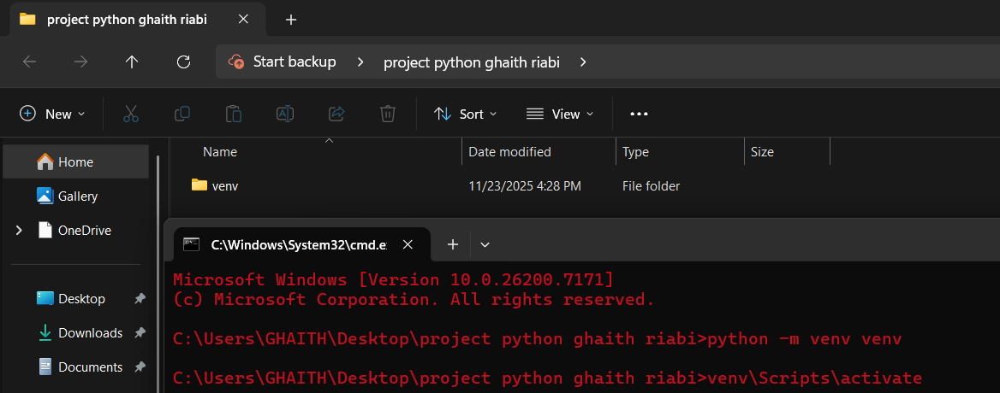 project python ghaith riabi
Start backup > project python ghaith riabi >
New Sort View
Name Date modified Type Size
Home
venv 11/23/2025 4:28 PM File folder
Gallery
OneDrive
C:\Windows\System32\cmd.e
Microsoft Windows [Version 10.0.26200.7171]
(c) Microsoft Corporation. All rights reserved.
Desktop
Downloads
C:\Users\GHAITH\Desktop\project python ghaith riabi>python -m venv venv
Documents
C:\Users\GHAITH\Desktop\project python ghaith riabi>venv\Scripts\activate